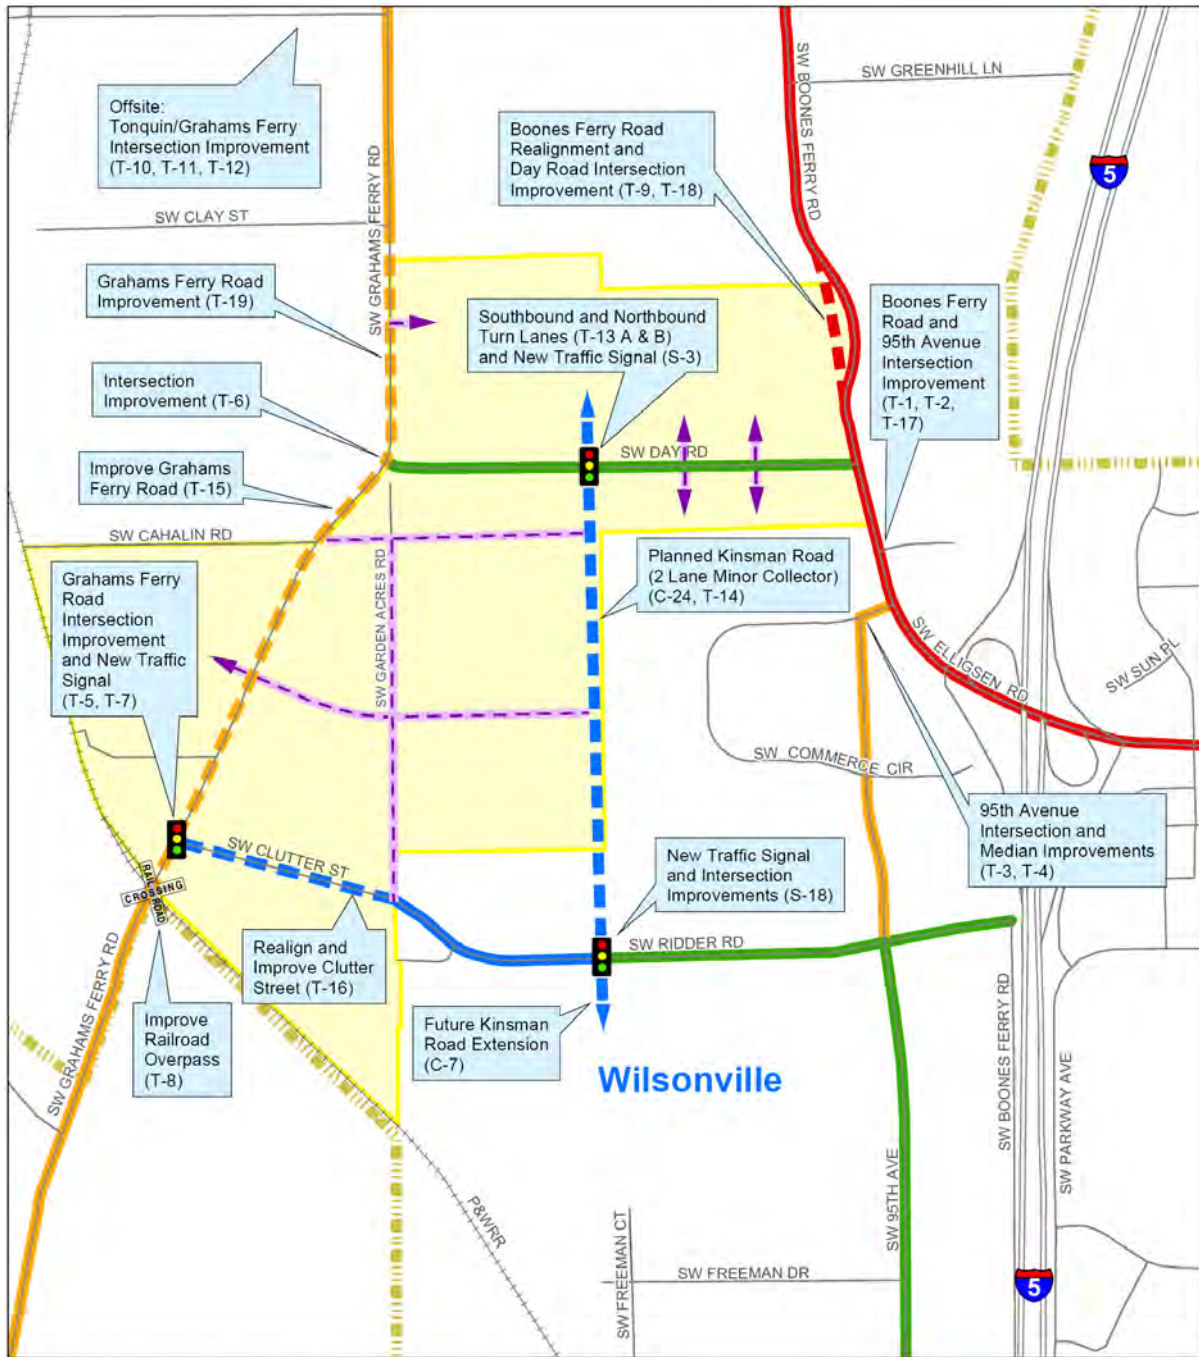 SW GREENHILL LN
SW BOONES FERRY RD
5
Offsite:
Tonquin/Grahams Ferry
Intersection Improvement
(T-10, T-11, T-12)
SW GRAHAMS FERRY RD
Boones Ferry Road
Realignment and
Day Road Intersection
Improvement (T-9, T-18)
SW CLAY ST
Grahams Ferry Road
Improvement (T-19)
Southbound and Northbound
Turn Lanes (T-13 A & B)
and New Traffic Signal (S-3)
Boones Ferry
Road and
95th Avenue
Intersection
Improvement
(T-1, T-2,
T-17)
Intersection
Improvement (T-6)
SW DAY RD
Improve Grahams
Ferry Road (T-15)
SW CAHALIN RD
SW GARDEN ACRES RD
Planned Kinsman Road
(2 Lane Minor Collector)
(C-24, T-14)
Grahams Ferry
Road
Intersection
Improvement
and New Traffic
Signal
(T-5, T-7)
SW ELLIGSEN RD
SW SUN PL
SW COMMERCE CIR
95th Avenue
Intersection and
Median Improvements
(T-3, T-4)
SW CLUTTER ST
New Traffic Signal
and Intersection
Improvements (S-18)
RAIL
CROSSING
ROAD
SW RIDDER RD
Realign and
Improve Clutter
Street (T-16)
SW GRAHAMS FERRY RD
Improve
Railroad
Overpass
(T-8)
Future Kinsman
Road Extension
(C-7)
Wilsonville
SW BOONES FERRY RD
SW PARKWAY AVE
SW 95TH AVE
P&WRR
SW FREEMAN CT
SW FREEMAN DR
5